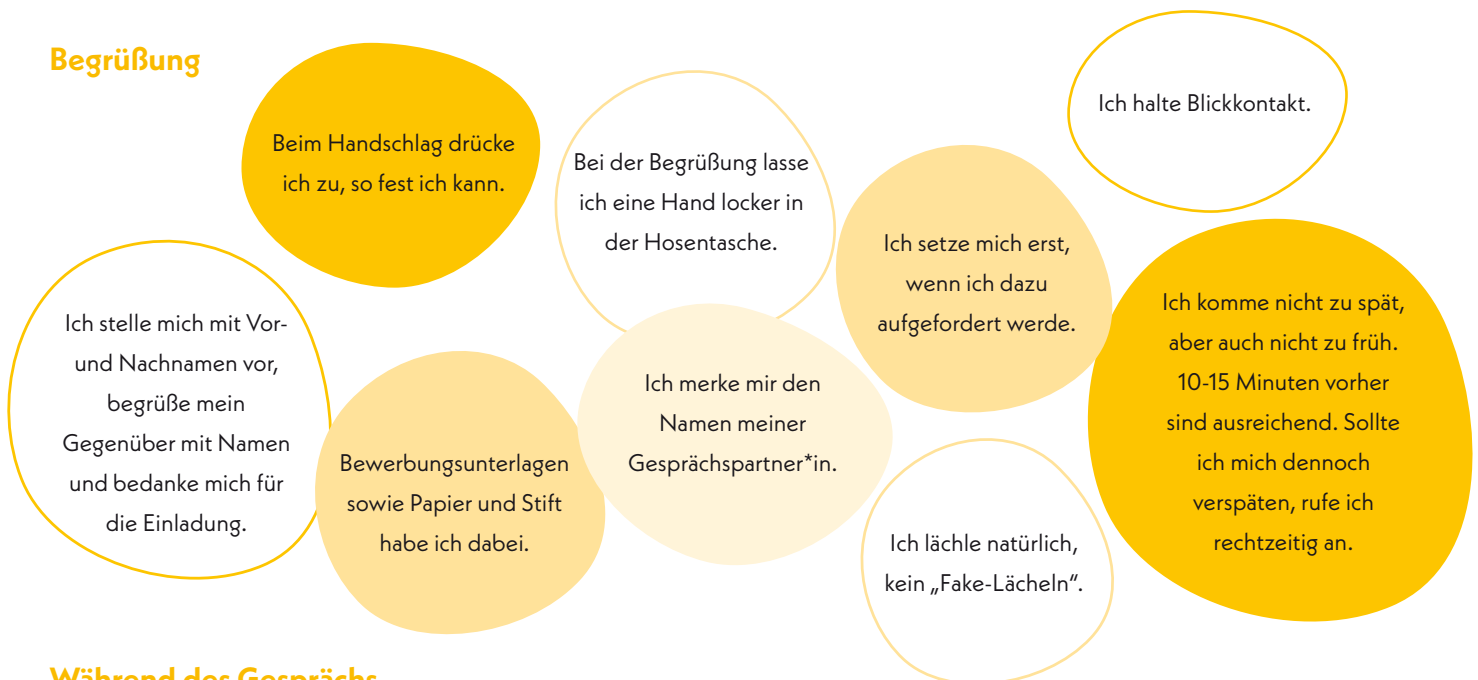 Begrüßung
Beim Handschlag drücke
ich zu, so fest ich kann.
Bei der Begrüßung lasse
ich eine Hand locker in
der Hosentasche.
Ich halte Blickkontakt.
Ich setze mich erst,
wenn ich dazu
aufgefordert werde.
Ich stelle mich mit Vor-
und Nachnamen vor,
begrüße mein
Gegenüber mit Namen
und bedanke mich für
die Einladung.
Bewerbungsunterlagen
sowie Papier und Stift
habe ich dabei.
Ich merke mir den
Namen meiner
Gesprächspartner*in.
Ich lächle natürlich,
kein „Fake-Lächeln“.
Ich komme nicht zu spät,
aber auch nicht zu früh.
10-15 Minuten vorher
sind ausreichend. Sollte
ich mich dennoch
verspäten, rufe ich
rechtzeitig an.
Während des Gesprächs